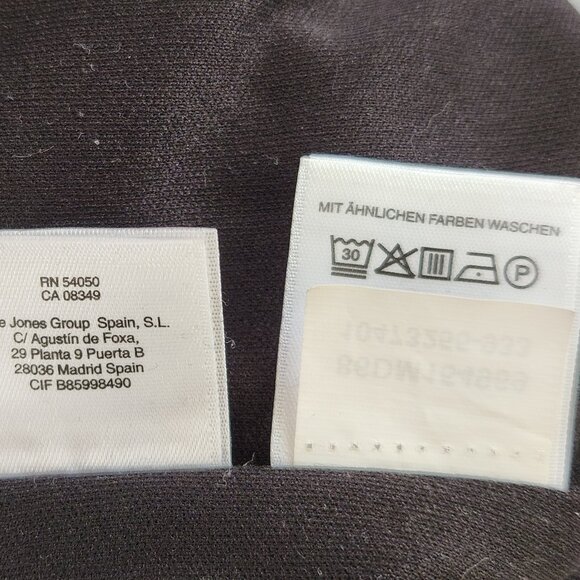 RN 54050
CA 08349
e Jones Group Spain, S.L.
C/ Agustín de Foxa,
29 Planta 9 Puerta B
28036 Madrid Spain
CIF B85998490
MIT ÄHNLICHEN FARBEN WASCHEN
30
P